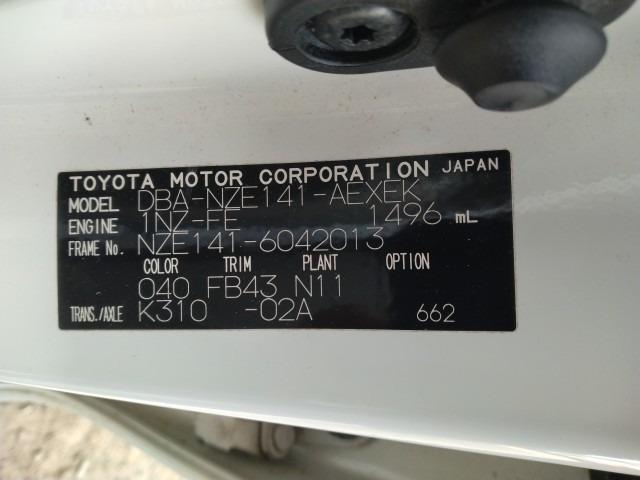 TOYOTA MOTOR CORPORATION JAPAN
MODEL DBA-NZE141-AEXEK
ENGINE 1NZ-FE 1496 mL
FRAME No. NZE141-6042013
COLOR TRIM PLANT OPTION
040 FB43 N11
TRANS./AXLE K310 -02A 662